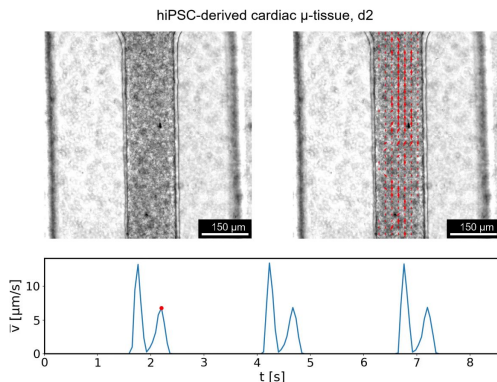 hiPSC-derived cardiac μ-tissue, d2
150 μm
150 μm
v̅ [μm/s]
10
5
0
0 1 2 3 4 5 6 7 8
t [s]